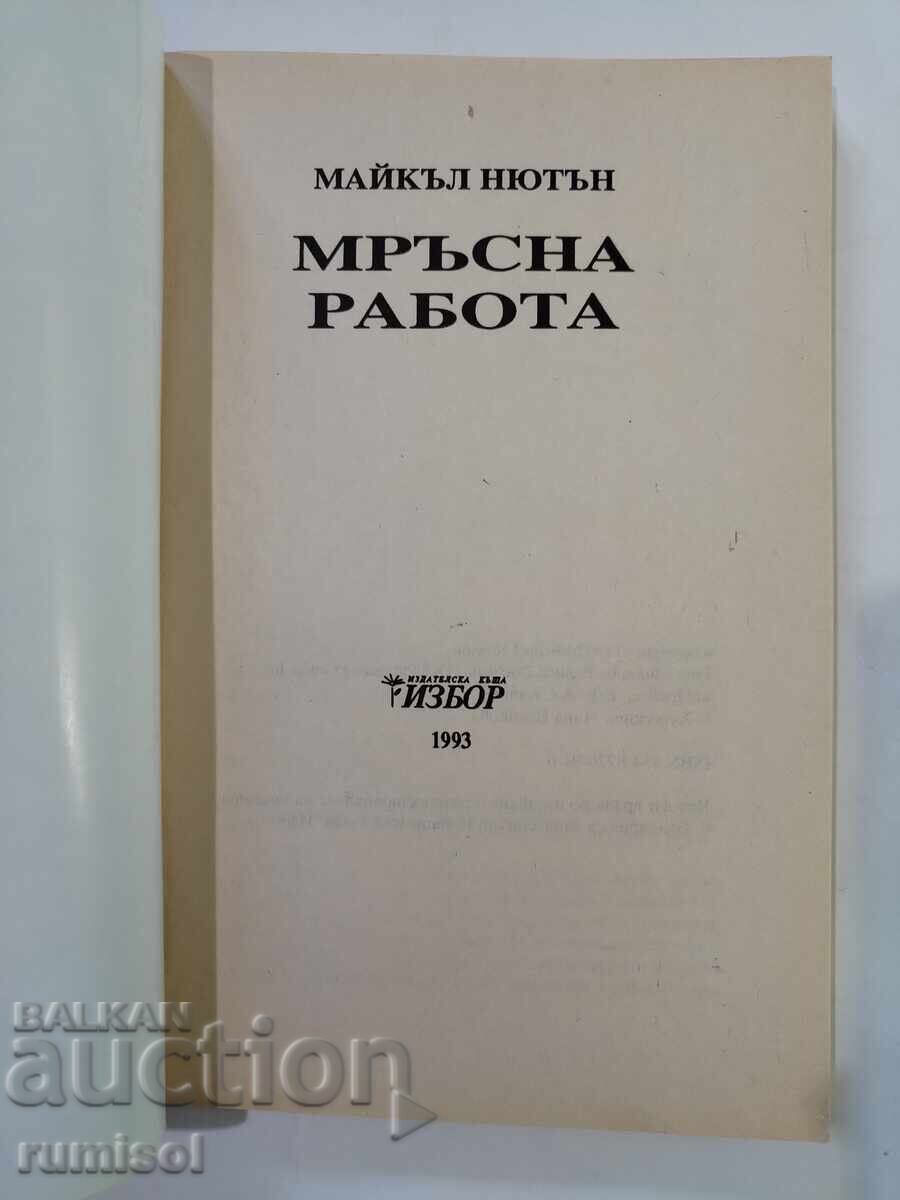 МАЙКЪЛ НЮТЪН
МРЪСНА
РАБОТА
ИЗДАТЕЛСКА КЪЩА
ИЗБОР
1993
BALKAN
auction
rumisol